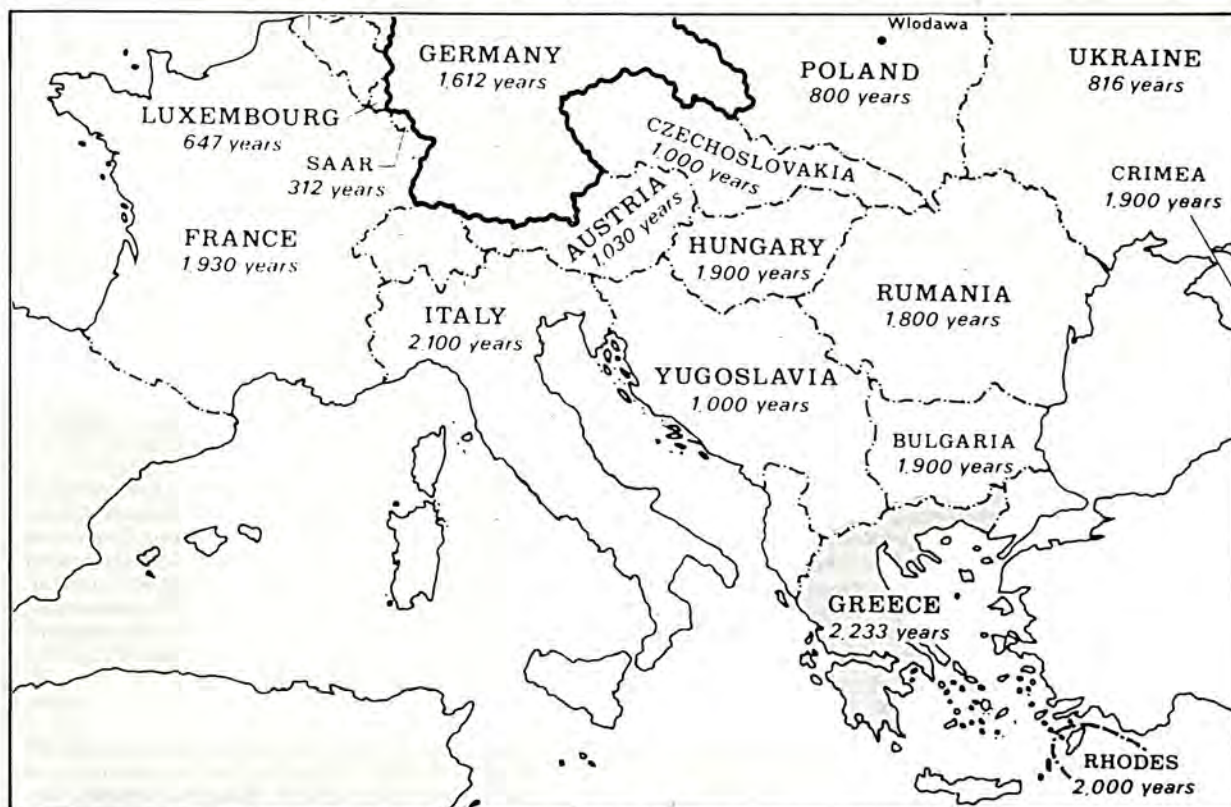 Wlodawa
GERMANY
1,612 years
POLAND
800 years
UKRAINE
816 years
LUXEMBOURG
647 years
SAAR
312 years
CZECHOSLOVAKIA
1,000 years
CRIMEA
1,900 years
FRANCE
1,930 years
AUSTRIA
1,030 years
HUNGARY
1,900 years
RUMANIA
1,800 years
ITALY
2,100 years
YUGOSLAVIA
1,000 years
BULGARIA
1,900 years
GREECE
2,233 years
RHODES
2,000 years